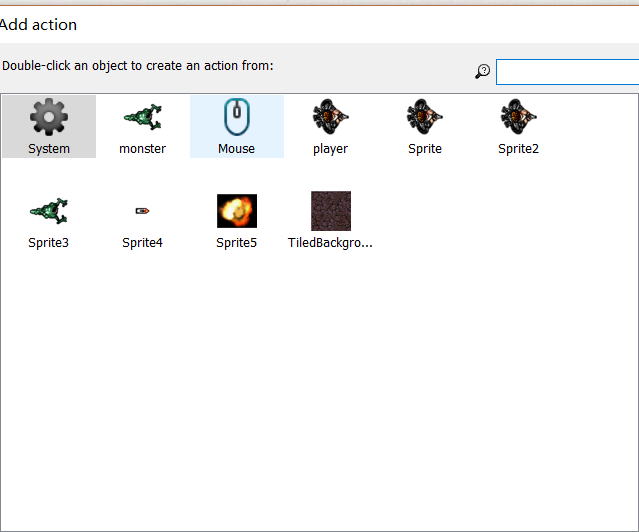 Add action
Double-click an object to create an action from:
System monster Mouse player Sprite Sprite2
Sprite3 Sprite4 Sprite5 TiledBackgro...